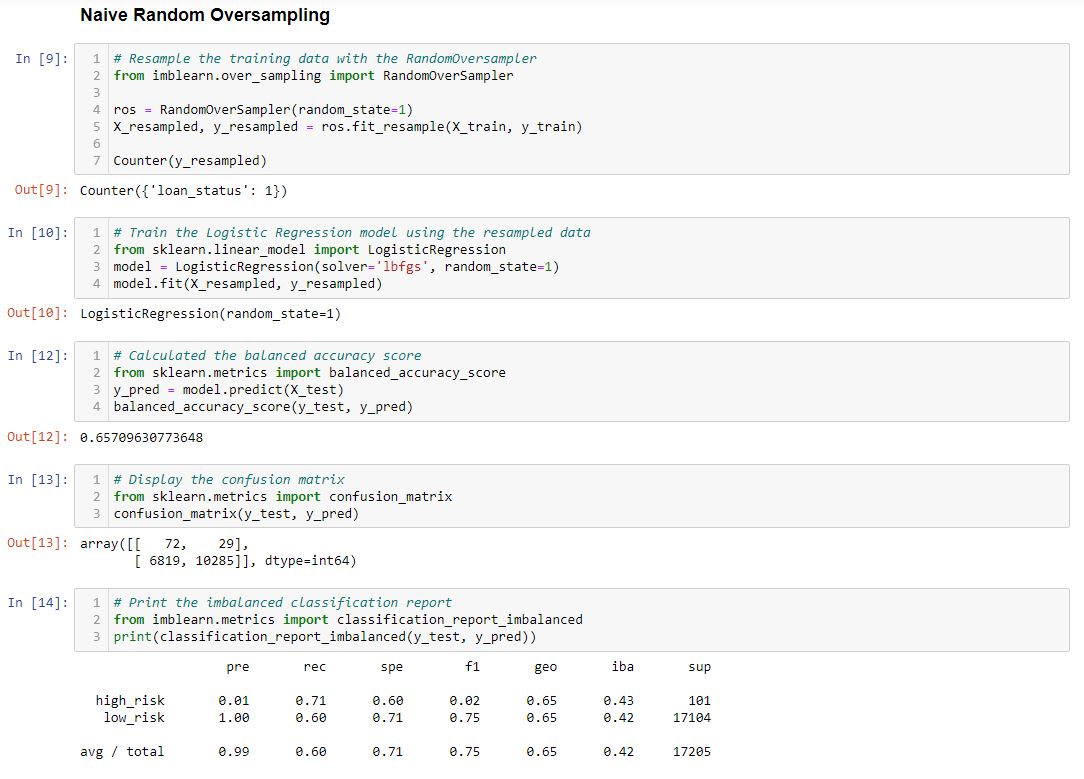 Naive Random Oversampling
In [9]:
1 # Resample the training data with the RandomOversampler
2 from imblearn.over_sampling import RandomOverSampler
3
4 ros = RandomOverSampler(random_state=1)
5 X_resampled, y_resampled = ros.fit_resample(X_train, y_train)
6
7 Counter(y_resampled)
Out[9]: Counter({'loan_status': 1})
In [10]:
1 # Train the Logistic Regression model using the resampled data
2 from sklearn.linear_model import LogisticRegression
3 model = LogisticRegression(solver='lbfgs', random_state=1)
4 model.fit(X_resampled, y_resampled)
Out[10]: LogisticRegression(random_state=1)
In [12]:
1 # Calculated the balanced accuracy score
2 from sklearn.metrics import balanced_accuracy_score
3 y_pred = model.predict(X_test)
4 balanced_accuracy_score(y_test, y_pred)
Out[12]: 0.65709630773648
In [13]:
1 # Display the confusion matrix
2 from sklearn.metrics import confusion_matrix
3 confusion_matrix(y_test, y_pred)
Out[13]: array([[   72,    29],
       [ 6819, 10285]], dtype=int64)
In [14]:
1 # Print the imbalanced classification report
2 from imblearn.metrics import classification_report_imbalanced
3 print(classification_report_imbalanced(y_test, y_pred))
pre rec spe f1 geo iba sup
high_risk 0.01 0.71 0.60 0.02 0.65 0.43 101
low_risk 1.00 0.60 0.71 0.75 0.65 0.42 17104
avg / total 0.99 0.60 0.71 0.75 0.65 0.42 17205